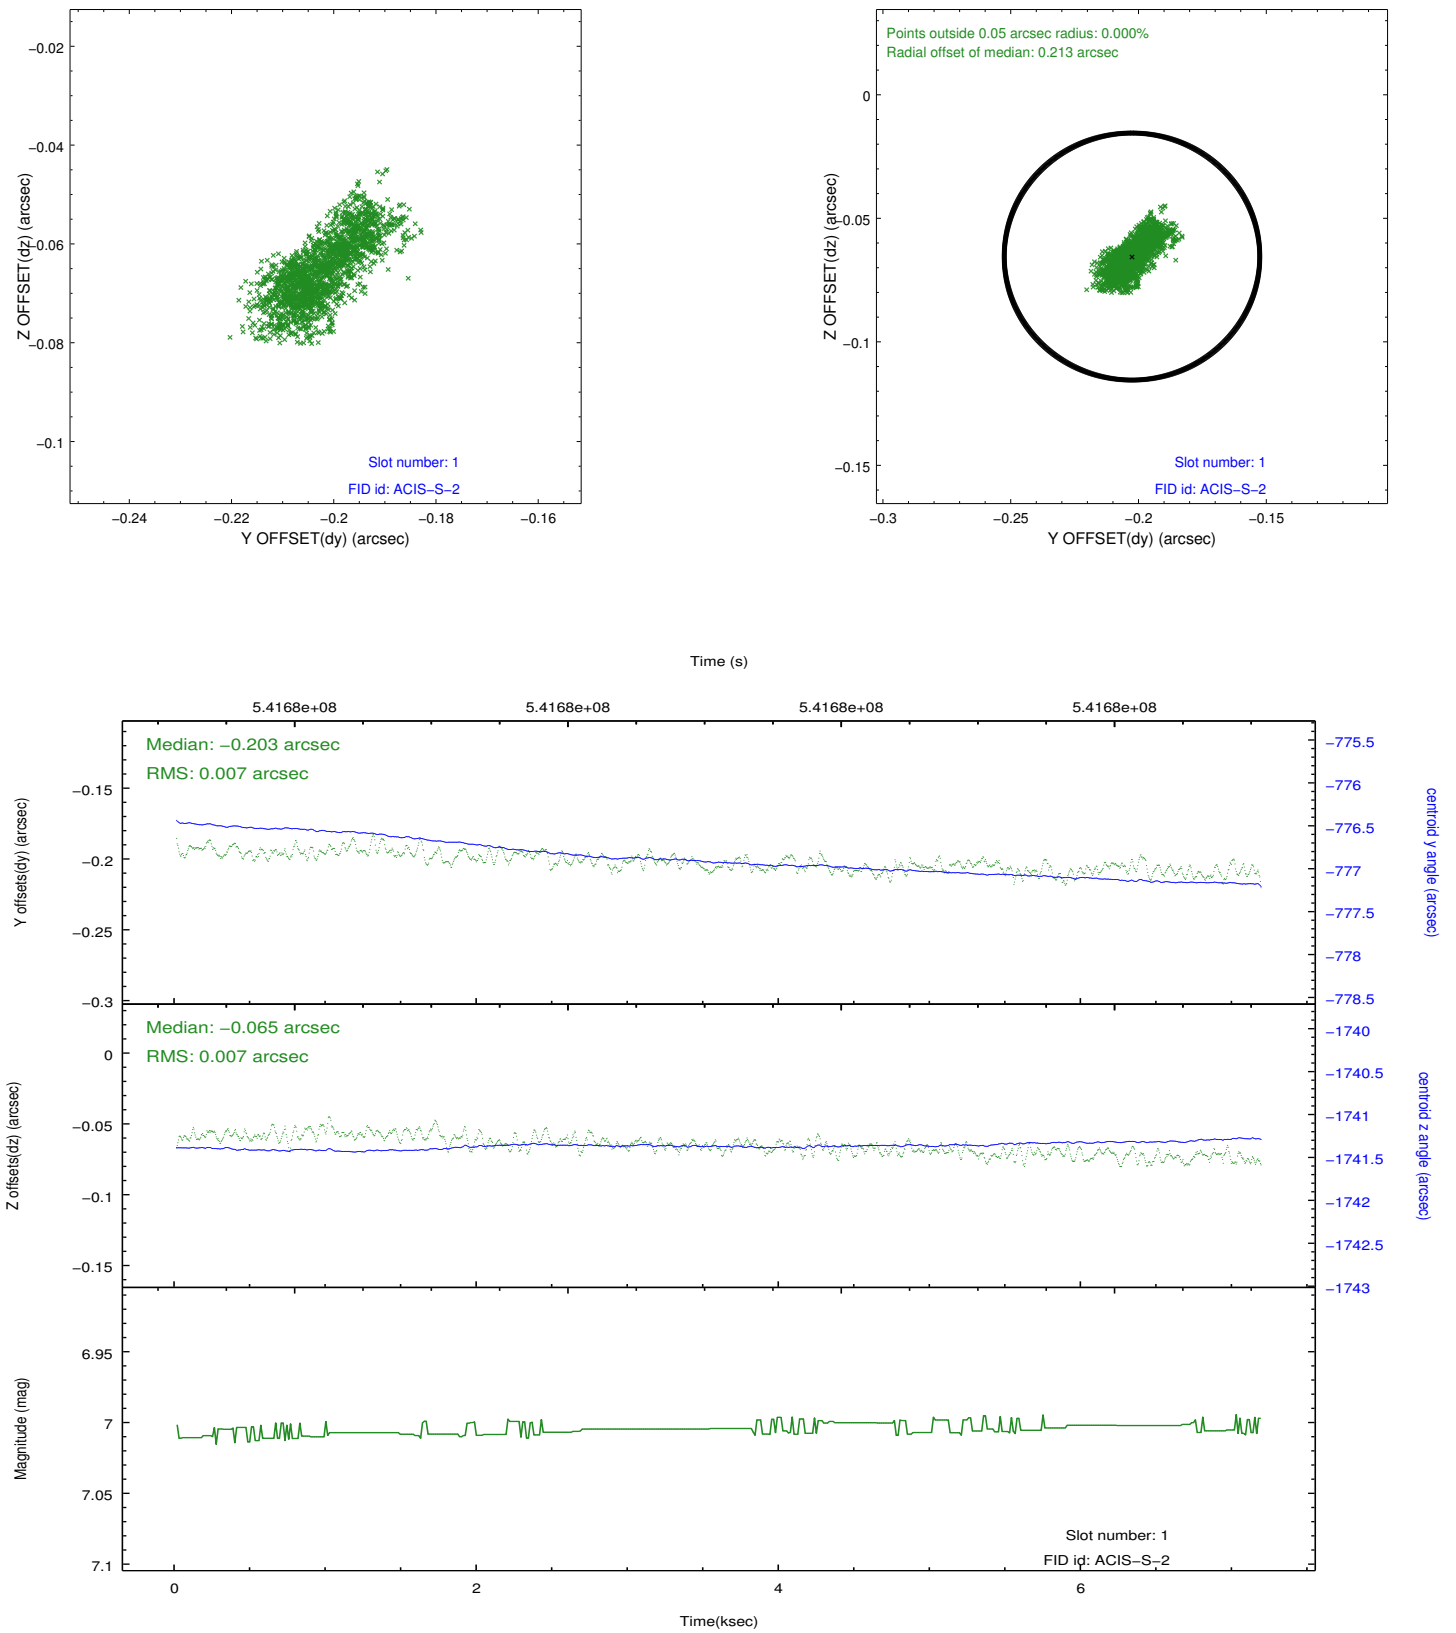 −0.02
−0.04
−0.06
−0.08
−0.1
Z OFFSET(dz) (arcsec)
Slot number: 1
FID id: ACIS−S−2
−0.24 −0.22 −0.2 −0.18 −0.16
Y OFFSET(dy) (arcsec)
Points outside 0.05 arcsec radius: 0.000%
Radial offset of median: 0.213 arcsec
0
−0.05
−0.1
−0.15
Z OFFSET(dz) (arcsec)
Slot number: 1
FID id: ACIS−S−2
−0.3 −0.25 −0.2 −0.15
Y OFFSET(dy) (arcsec)
Time (s)
5.4168e+08 5.4168e+08 5.4168e+08 5.4168e+08
Median: −0.203 arcsec
RMS: 0.007 arcsec
−0.15
−0.2
−0.25
−0.3
Y offsets(dy) (arcsec)
−775.5
−776
−776.5
−777
−777.5
−778
−778.5
centroid y angle (arcsec)
Median: −0.065 arcsec
RMS: 0.007 arcsec
0
−0.05
−0.1
−0.15
Z offsets(dz) (arcsec)
−1740
−1740.5
−1741
−1741.5
−1742
−1742.5
−1743
centroid z angle (arcsec)
6.95
7
7.05
7.1
Magnitude (mag)
Slot number: 1
FID id: ACIS−S−2
0 2 4 6
Time(ksec)